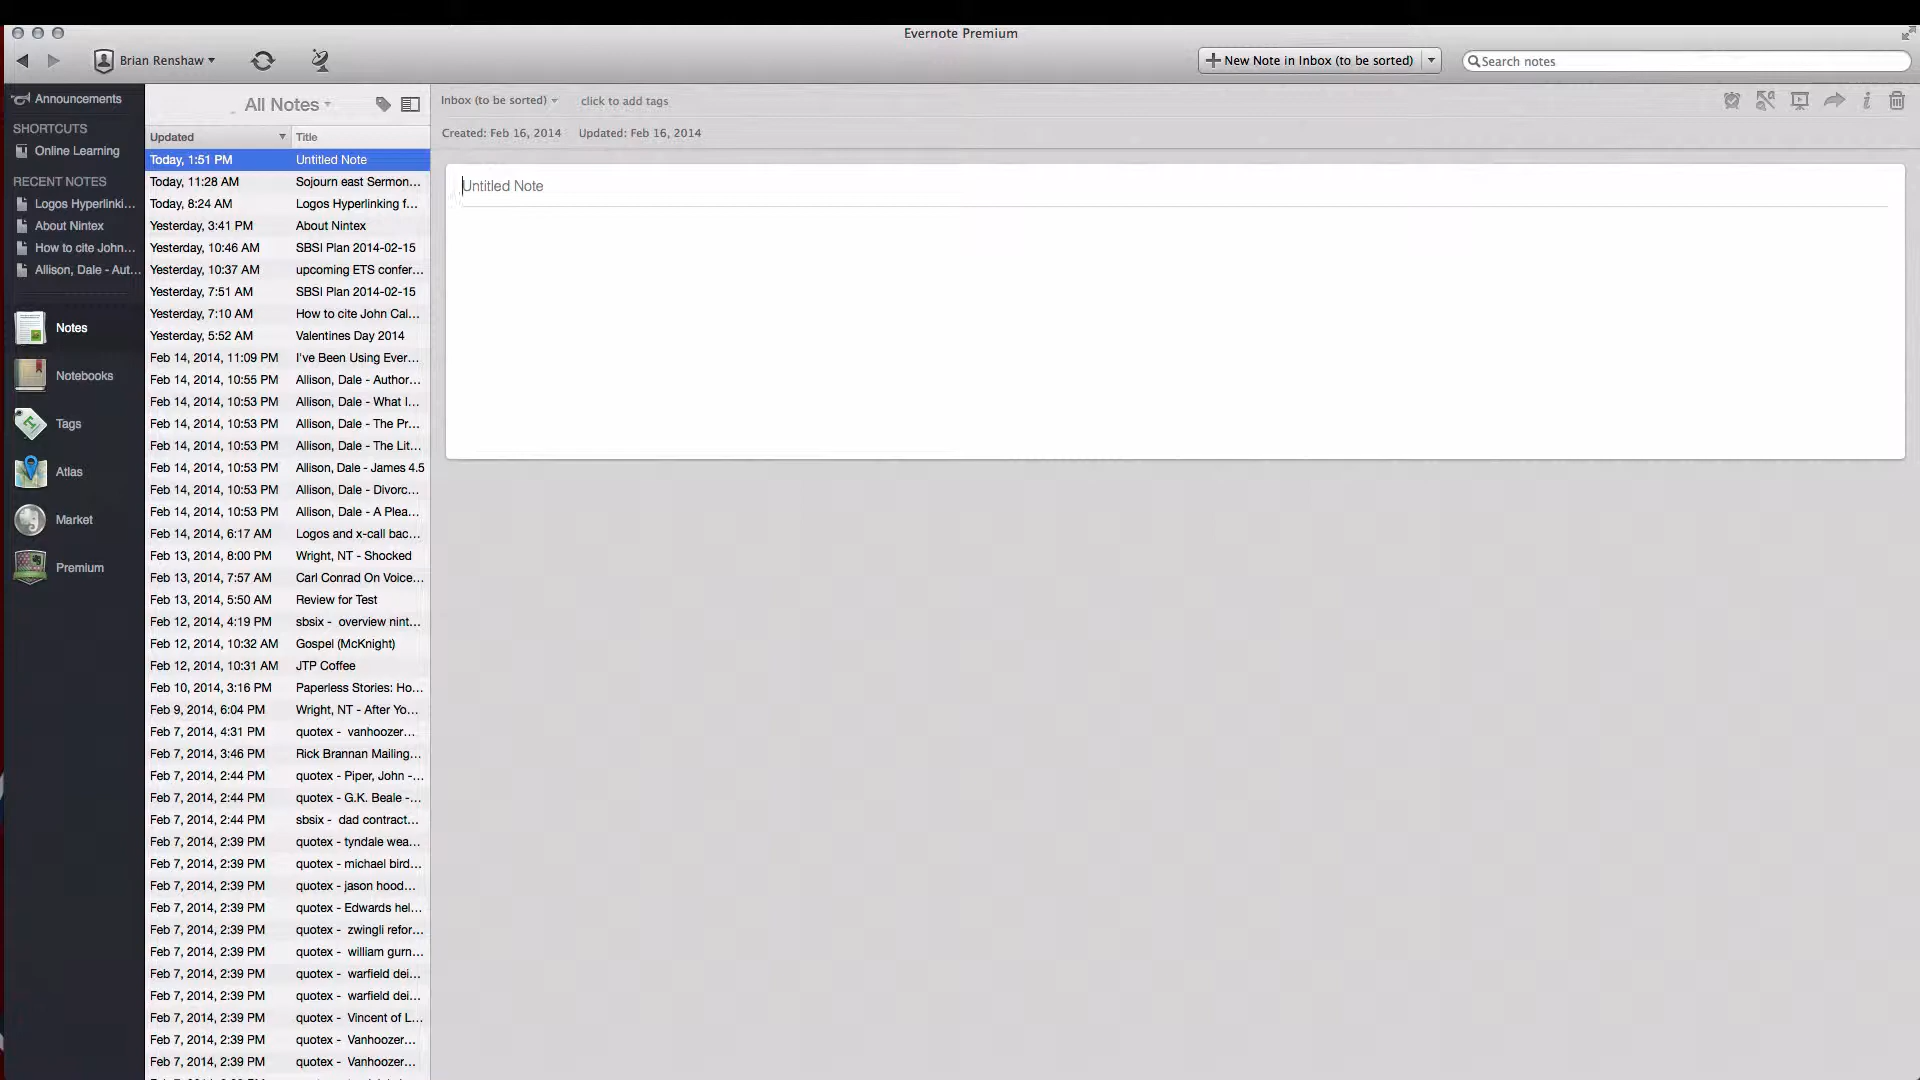 Evernote Premium
Brian Renshaw
New Note in Inbox (to be sorted)
Search notes
Announcements
SHORTCUTS
Online Learning
RECENT NOTES
Logos Hyperlinki...
About Nintex
How to cite John...
Allison, Dale - Aut...
Notes
Notebooks
Tags
Atlas
Market
Premium
All Notes
Updated Title
Today, 1:51 PM Untitled Note
Today, 11:28 AM Sojourn east Sermon...
Today, 8:24 AM Logos Hyperlinking f...
Yesterday, 3:41 PM About Nintex
Yesterday, 10:46 AM SBSI Plan 2014-02-15
Yesterday, 10:37 AM upcoming ETS confer...
Yesterday, 7:51 AM SBSI Plan 2014-02-15
Yesterday, 7:10 AM How to cite John Cal...
Yesterday, 5:52 AM Valentines Day 2014
Feb 14, 2014, 11:09 PM I've Been Using Ever...
Feb 14, 2014, 10:55 PM Allison, Dale - Author...
Feb 14, 2014, 10:53 PM Allison, Dale - What I...
Feb 14, 2014, 10:53 PM Allison, Dale - The Pr...
Feb 14, 2014, 10:53 PM Allison, Dale - The Lit...
Feb 14, 2014, 10:53 PM Allison, Dale - James 4.5
Feb 14, 2014, 10:53 PM Allison, Dale - Divorc...
Feb 14, 2014, 10:53 PM Allison, Dale - A Plea...
Feb 14, 2014, 6:17 AM Logos and x-call bac...
Feb 13, 2014, 8:00 PM Wright, NT - Shocked
Feb 13, 2014, 7:57 AM Carl Conrad On Voice...
Feb 13, 2014, 5:50 AM Review for Test
Feb 12, 2014, 4:19 PM sbsix - overview nint...
Feb 12, 2014, 10:32 AM Gospel (McKnight)
Feb 12, 2014, 10:31 AM JTP Coffee
Feb 10, 2014, 3:16 PM Paperless Stories: Ho...
Feb 9, 2014, 6:04 PM Wright, NT - After Yo...
Feb 7, 2014, 4:31 PM quotex - vanhoozer...
Feb 7, 2014, 3:46 PM Rick Brannan Mailing...
Feb 7, 2014, 2:44 PM quotex - Piper, John -...
Feb 7, 2014, 2:44 PM quotex - G.K. Beale -...
Feb 7, 2014, 2:44 PM sbsix - dad contract...
Feb 7, 2014, 2:39 PM quotex - tyndale wea...
Feb 7, 2014, 2:39 PM quotex - michael bird...
Feb 7, 2014, 2:39 PM quotex - jason hood...
Feb 7, 2014, 2:39 PM quotex - Edwards hel...
Feb 7, 2014, 2:39 PM quotex - zwingli refor...
Feb 7, 2014, 2:39 PM quotex - william gurn...
Feb 7, 2014, 2:39 PM quotex - warfield dei...
Feb 7, 2014, 2:39 PM quotex - warfield dei...
Feb 7, 2014, 2:39 PM quotex - Vincent of L...
Feb 7, 2014, 2:39 PM quotex - Vanhoozer...
Feb 7, 2014, 2:39 PM quotex - Vanhoozer...
Inbox (to be sorted) click to add tags
Created: Feb 16, 2014 Updated: Feb 16, 2014
Untitled Note